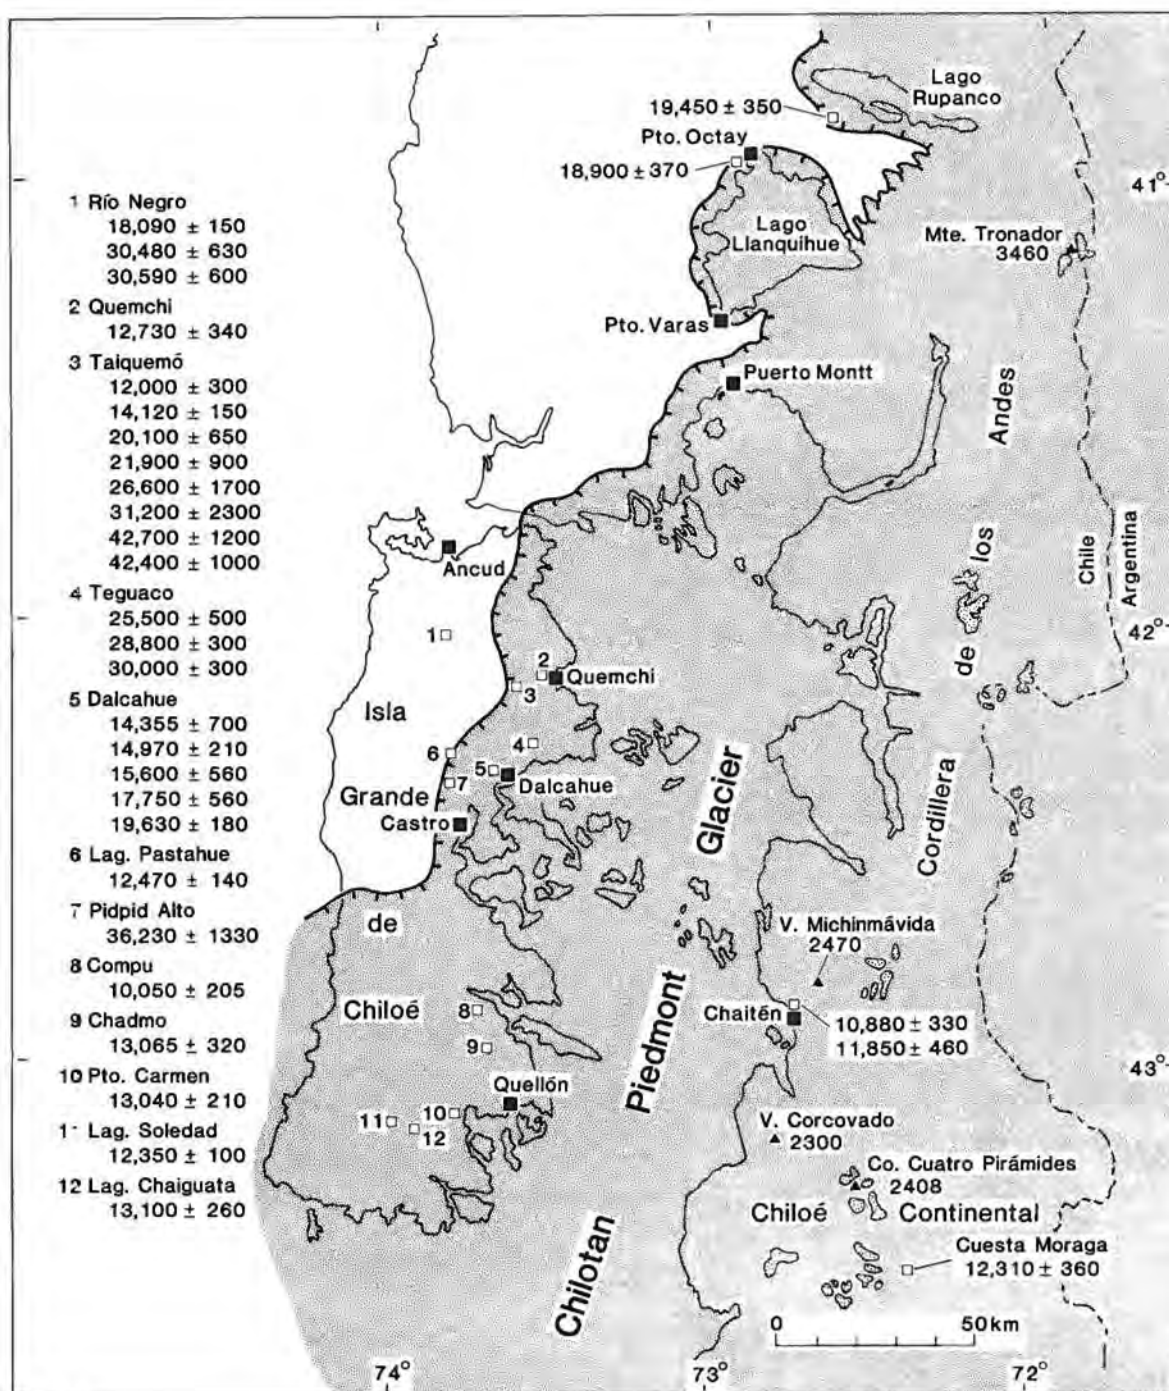 1 Río Negro
18,090 ± 150
30,480 ± 630
30,590 ± 600
2 Quemchi
12,730 ± 340
3 Taiquemó
12,000 ± 300
14,120 ± 150
20,100 ± 650
21,900 ± 900
26,600 ± 1700
31,200 ± 2300
42,700 ± 1200
42,400 ± 1000
4 Teguaco
25,500 ± 500
28,800 ± 300
30,000 ± 300
5 Dalcahue
14,355 ± 700
14,970 ± 210
15,600 ± 560
17,750 ± 560
19,630 ± 180
6 Lag. Pastahue
12,470 ± 140
7 Pidpid Alto
36,230 ± 1330
8 Compu
10,050 ± 205
9 Chadmo
13,065 ± 320
10 Pto. Carmen
13,040 ± 210
1 Lag. Soledad
12,350 ± 100
12 Lag. Chaiguata
13,100 ± 260
Lago
Rupanco
19,450 ± 350
Pto. Octay
18,900 ± 370
41°
Lago
Llanquihue
Mte. Tronador
3460
Pto. Varas
Puerto Montt
Andes
los
de
Cordillera
Chile
Argentina
Ancud
42°
1
2
Quemchi
3
Isla
4
6
5
7
Dalcahue
Grande
Castro
de
Chiloé
Glacier
Piedmont
Chilotan
V. Michinmávida
2470
8
Chaitén
10,880 ± 330
11,850 ± 460
9
43°
Quellón
10
11
12
V. Corcovado
2300
Co. Cuatro Pirámides
2408
Chiloé Continental
Cuesta Moraga
12,310 ± 360
0 50km
74°
73°
72°